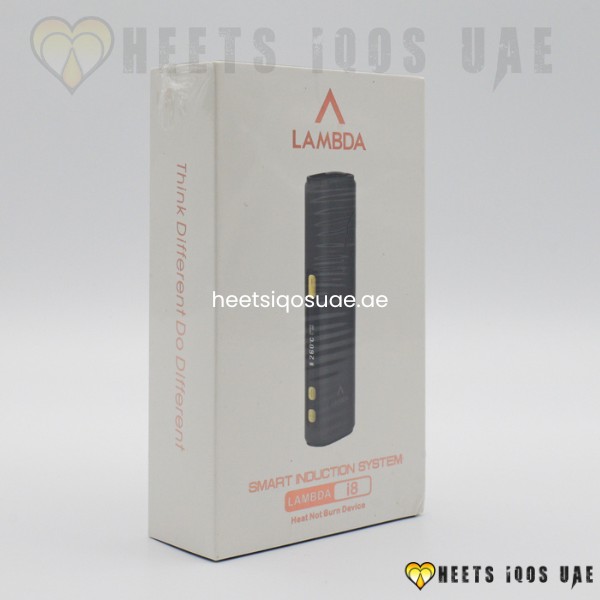 HEETS iQOS UAE
LAMBDA
Think Different Do Different
heetsiqosuae.ae
SMART INDUCTION SYSTEM
LAMBDA i8
Heat Not Burn Device
HEETS iQOS UAE